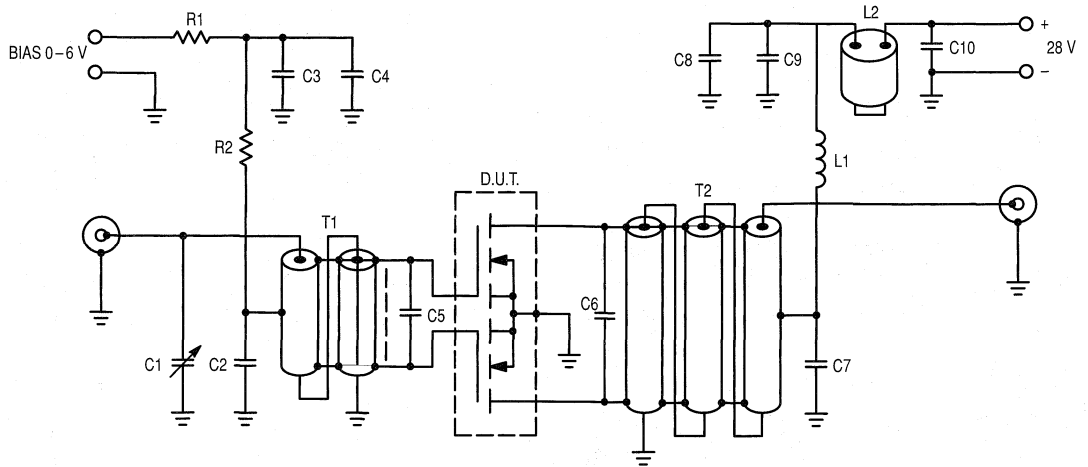 R1
BIAS 0–6 V
C3
C4
R2
C8
C9
L2
C10
+
28 V
–
L1
D.U.T.
T1
T2
C1
C2
C5
C6
C7